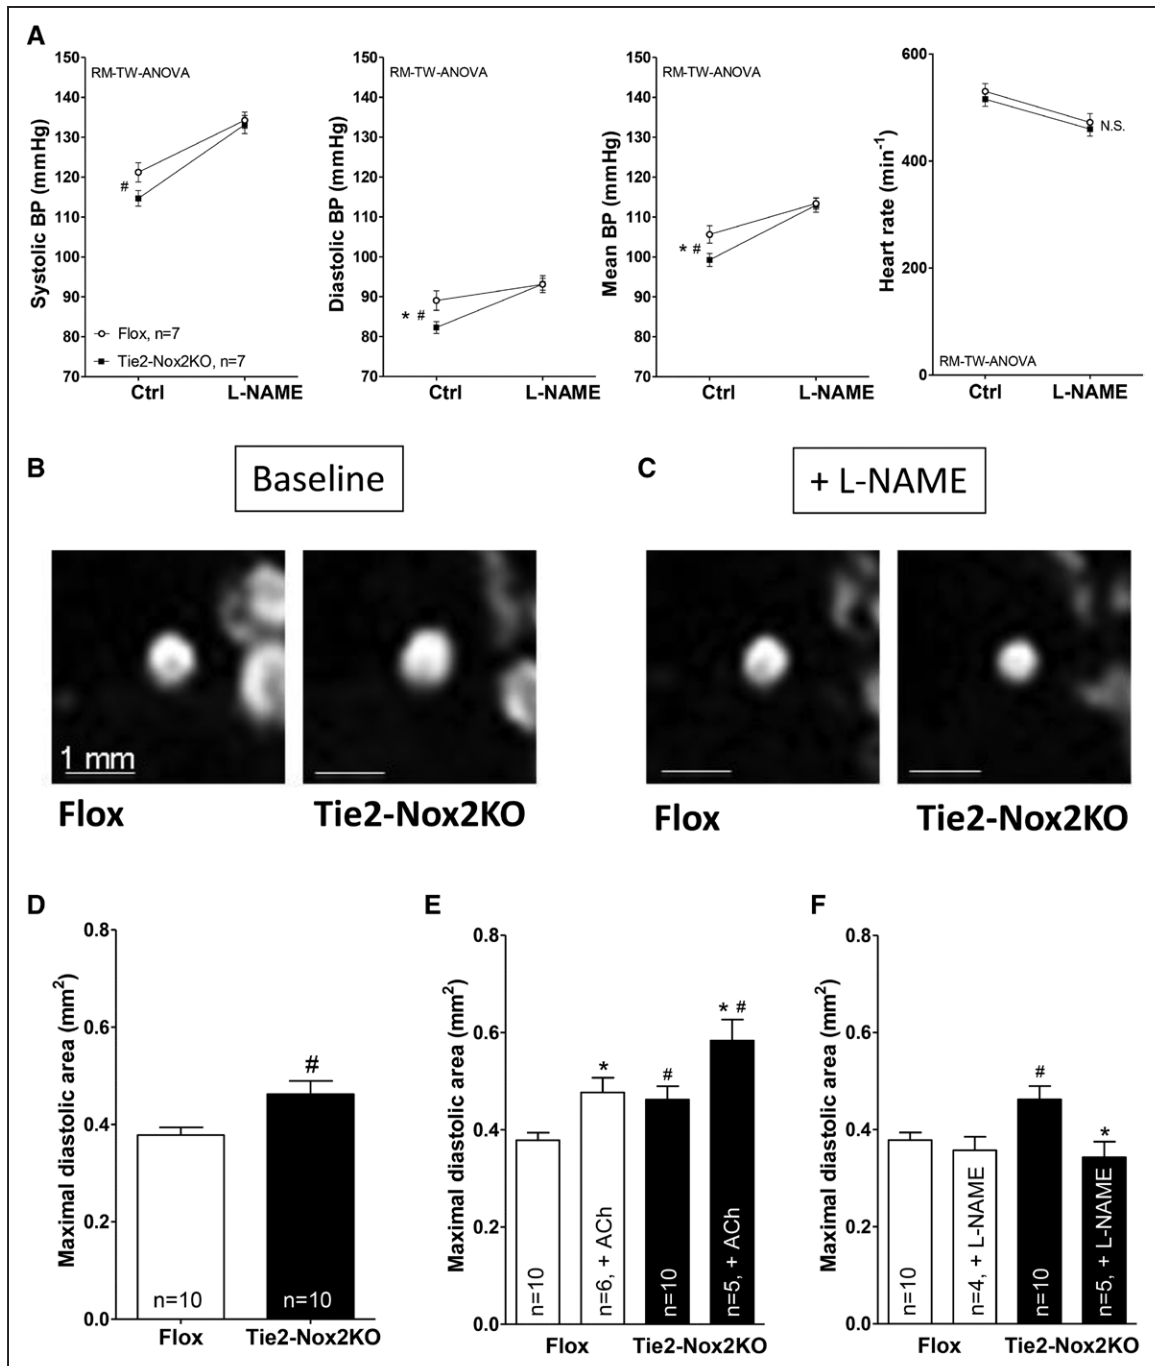 A
150
140
130
120
110
100
90
80
70
Systolic BP (mmHg)
RM-TW-ANOVA
#
Flox, n=7
Tie2-Nox2KO, n=7
Ctrl
L-NAME
150
140
130
120
110
100
90
80
70
Diastolic BP (mmHg)
RM-TW-ANOVA
* #
Ctrl
L-NAME
150
140
130
120
110
100
90
80
70
Mean BP (mmHg)
RM-TW-ANOVA
* #
Ctrl
L-NAME
600
400
200
0
Heart rate (min⁻¹)
N.S.
RM-TW-ANOVA
Ctrl
L-NAME
B
Baseline
1 mm
Flox
Tie2-Nox2KO
C
+ L-NAME
Flox
Tie2-Nox2KO
D
0.8
0.6
0.4
0.2
0.0
Maximal diastolic area (mm²)
#
n=10
n=10
Flox
Tie2-Nox2KO
E
0.8
0.6
0.4
0.2
0.0
Maximal diastolic area (mm²)
*
#
* #
n=10
n=6, + ACh
n=10
n=5, + ACh
Flox
Tie2-Nox2KO
F
0.8
0.6
0.4
0.2
0.0
Maximal diastolic area (mm²)
#
*
n=10
n=4, + L-NAME
n=10
n=5, + L-NAME
Flox
Tie2-Nox2KO